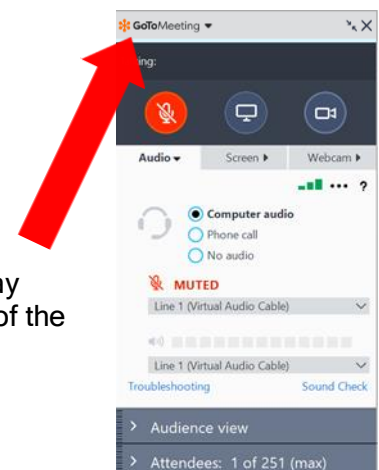 GoToMeeting
ing:
Audio
Screen
Webcam
?
Computer audio
Phone call
No audio
MUTED
Line 1 (Virtual Audio Cable)
Line 1 (Virtual Audio Cable)
Troubleshooting
Sound Check
Audience view
Attendees: 1 of 251 (max)
ny
of the